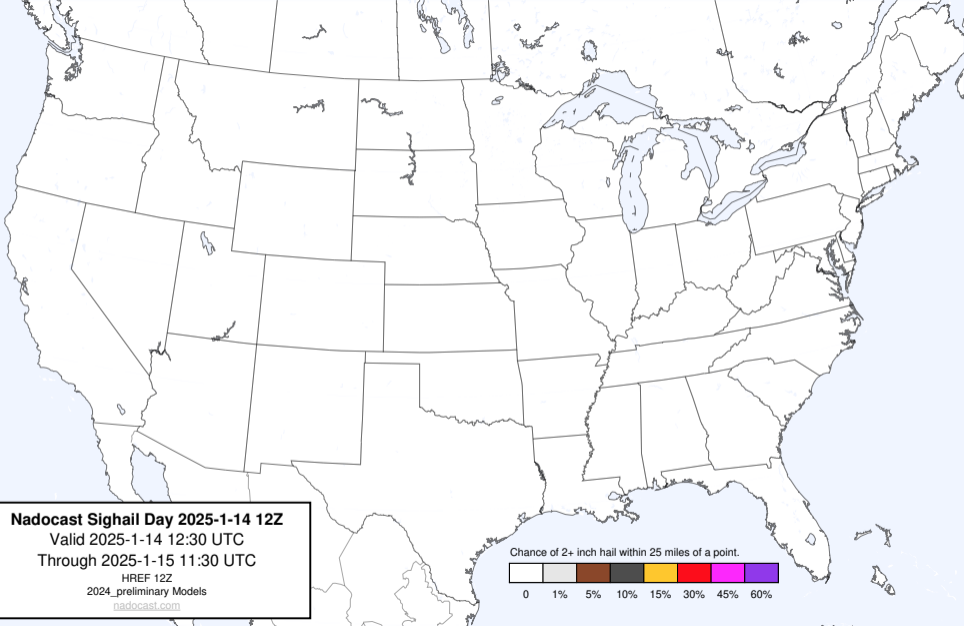 Nadocast Sighail Day 2025-1-14 12Z
Valid 2025-1-14 12:30 UTC
Through 2025-1-15 11:30 UTC
HREF 12Z
2024_preliminary Models
nadocast.com
Chance of 2+ inch hail within 25 miles of a point.
0 1% 5% 10% 15% 30% 45% 60%